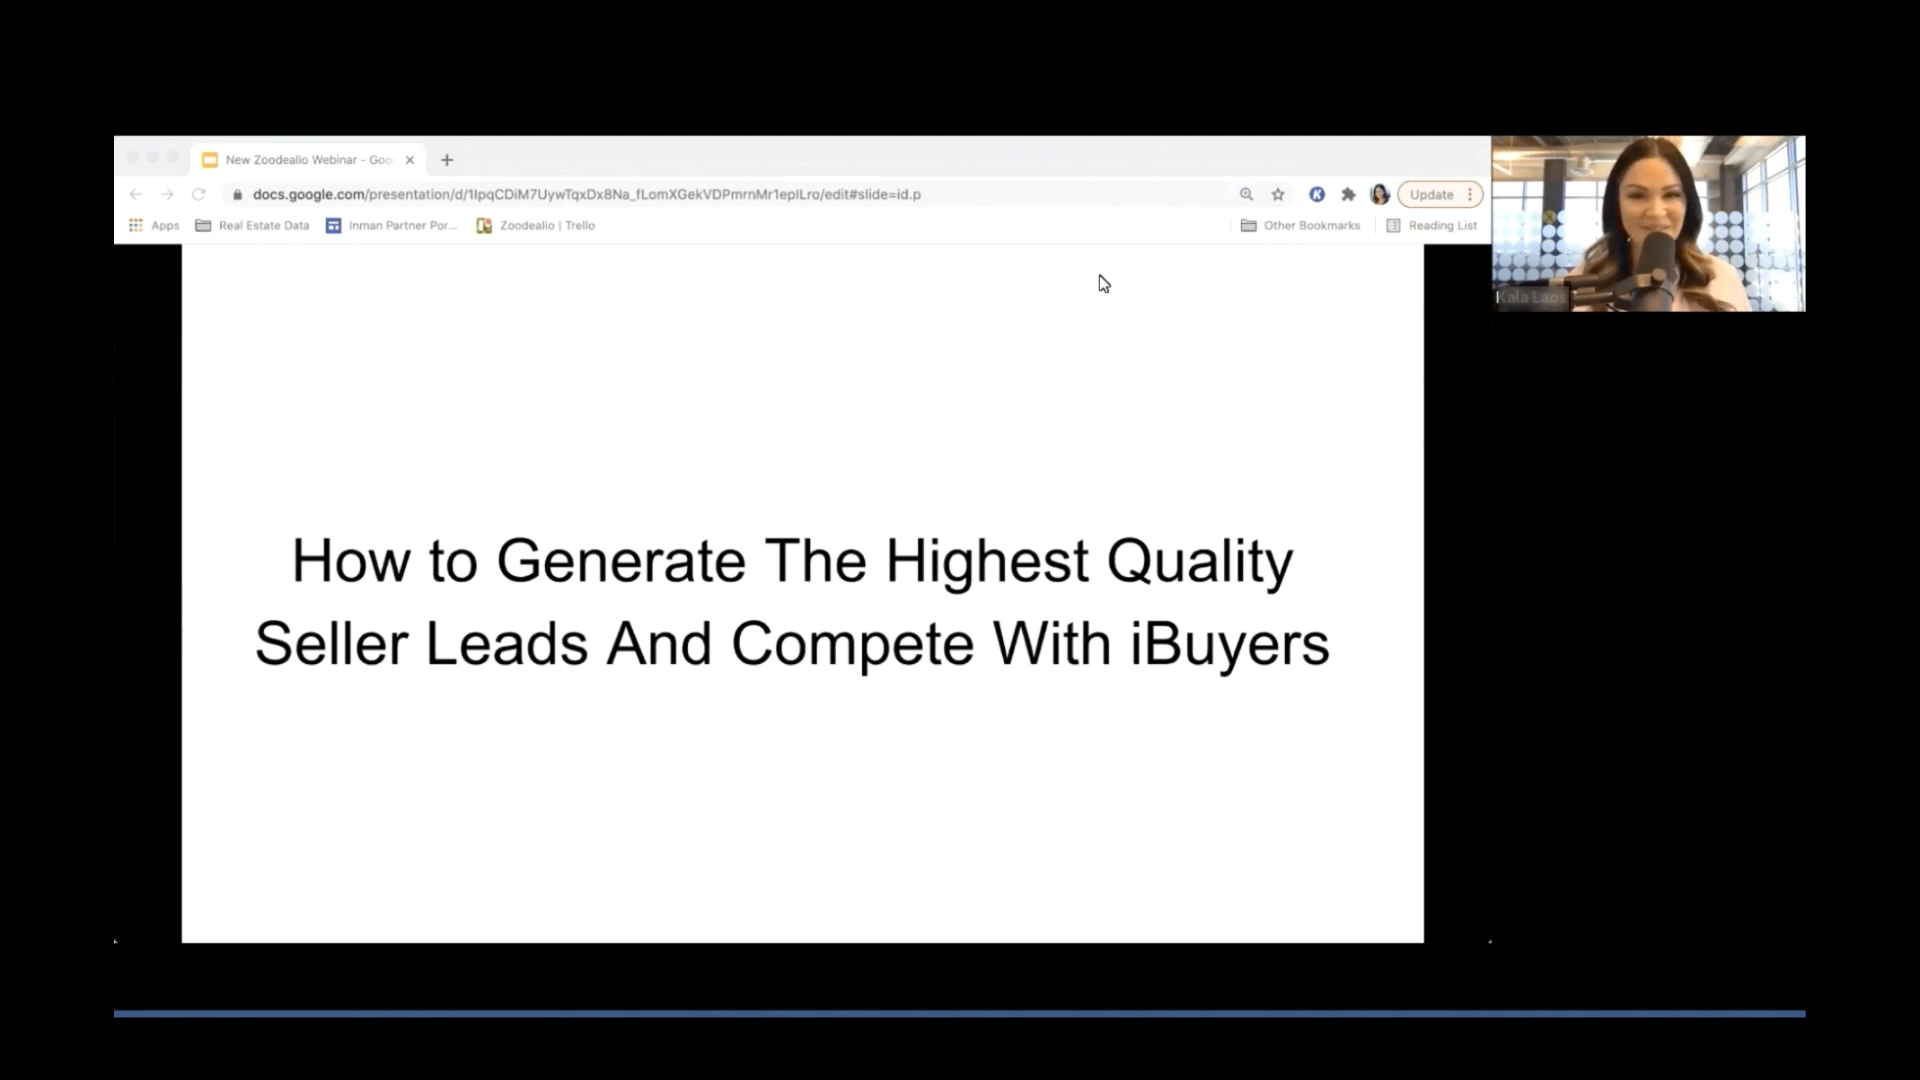 New Zoodealio Webinar - Goo
docs.google.com/presentation/d/1IpqCDiM7UywTqxDx8Na_fLomXGekVDPmrnMr1epILro/edit#slide=id.p
Update
Apps
Real Estate Data
Inman Partner Por...
Zoodealio | Trello
Other Bookmarks
Reading List
Kala Laos
How to Generate The Highest Quality
Seller Leads And Compete With iBuyers